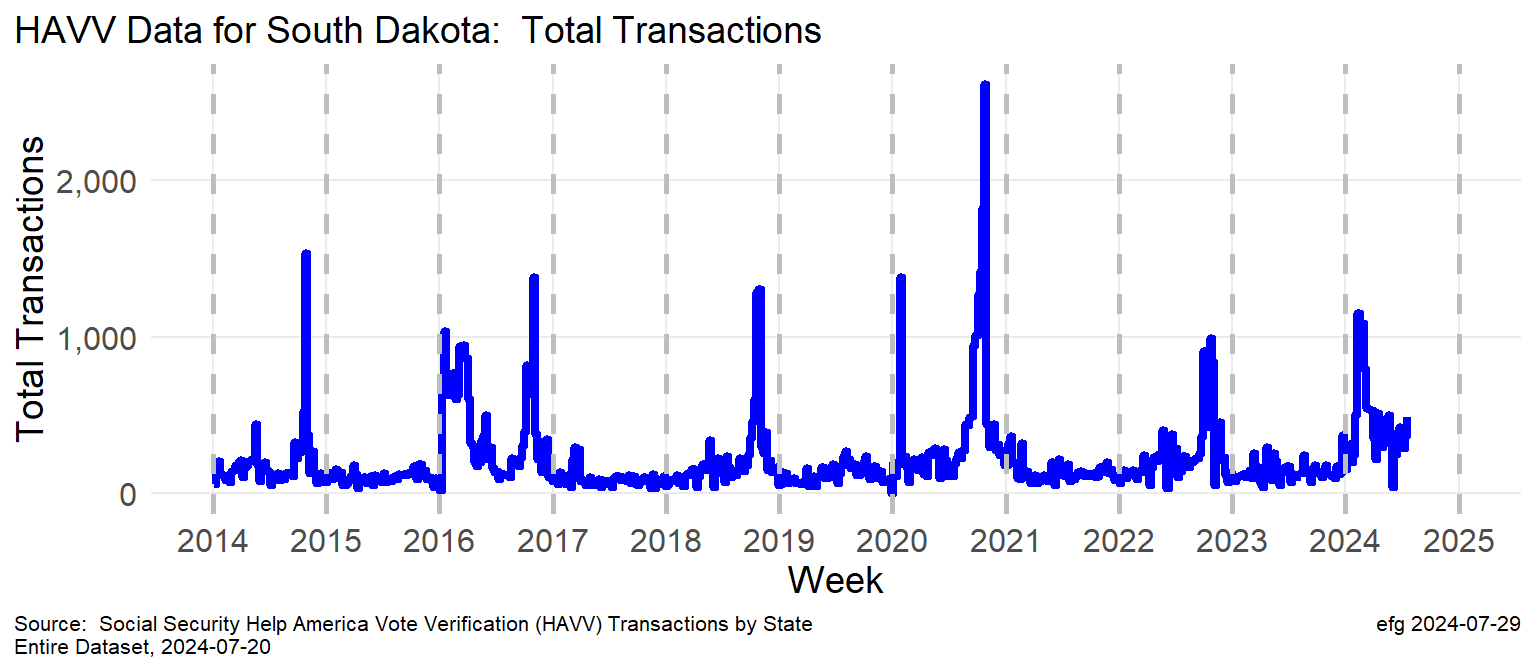 HAVV Data for South Dakota:  Total Transactions
Total Transactions
2,000
1,000
0
2014 2015 2016 2017 2018 2019 2020 2021 2022 2023 2024 2025
Week
Source:  Social Security Help America Vote Verification (HAVV) Transactions by State
Entire Dataset, 2024-07-20
efg 2024-07-29